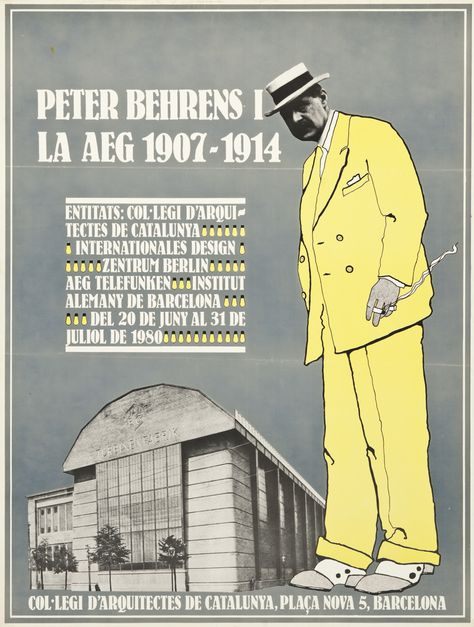 PETER BEHRENS I
LA AEG 1907-1914
ENTITATS: COL·LEGI D'ARQUI-
TECTES DE CATALUNYA
INTERNATIONALES DESIGN
ZENTRUM BERLIN
AEG TELEFUNKEN INSTITUT
ALEMANY DE BARCELONA
DEL 20 DE JUNY AL 31 DE
JULIOL DE 1980
TURBINENFABRIK
COL·LEGI D'ARQUITECTES DE CATALUNYA, PLAÇA NOVA 5, BARCELONA